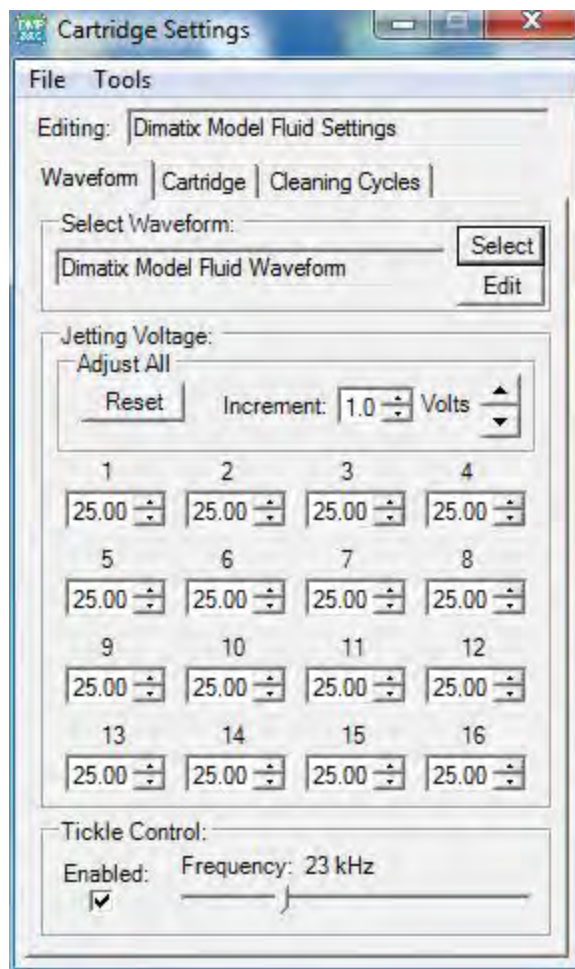 Cartridge Settings
File Tools
Editing: Dimatix Model Fluid Settings
Waveform Cartridge Cleaning Cycles
Select Waveform:
Dimatix Model Fluid Waveform
Select
Edit
Jetting Voltage:
Adjust All
Reset Increment: 1.0 Volts
1 2 3 4
25.00 25.00 25.00 25.00
5 6 7 8
25.00 25.00 25.00 25.00
9 10 11 12
25.00 25.00 25.00 25.00
13 14 15 16
25.00 25.00 25.00 25.00
Tickle Control:
Enabled: Frequency: 23 kHz